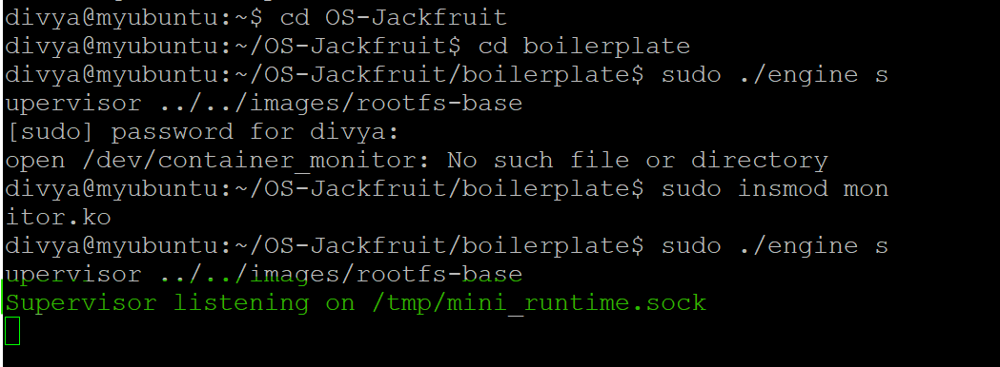 divya@myubuntu:~$ cd OS-Jackfruit
divya@myubuntu:~/OS-Jackfruit$ cd boilerplate
divya@myubuntu:~/OS-Jackfruit/boilerplate$ sudo ./engine s
upervisor ../../images/rootfs-base
[sudo] password for divya:
open /dev/container_monitor: No such file or directory
divya@myubuntu:~/OS-Jackfruit/boilerplate$ sudo insmod mon
itor.ko
divya@myubuntu:~/OS-Jackfruit/boilerplate$ sudo ./engine s
upervisor ../../images/rootfs-base
Supervisor listening on /tmp/mini_runtime.sock